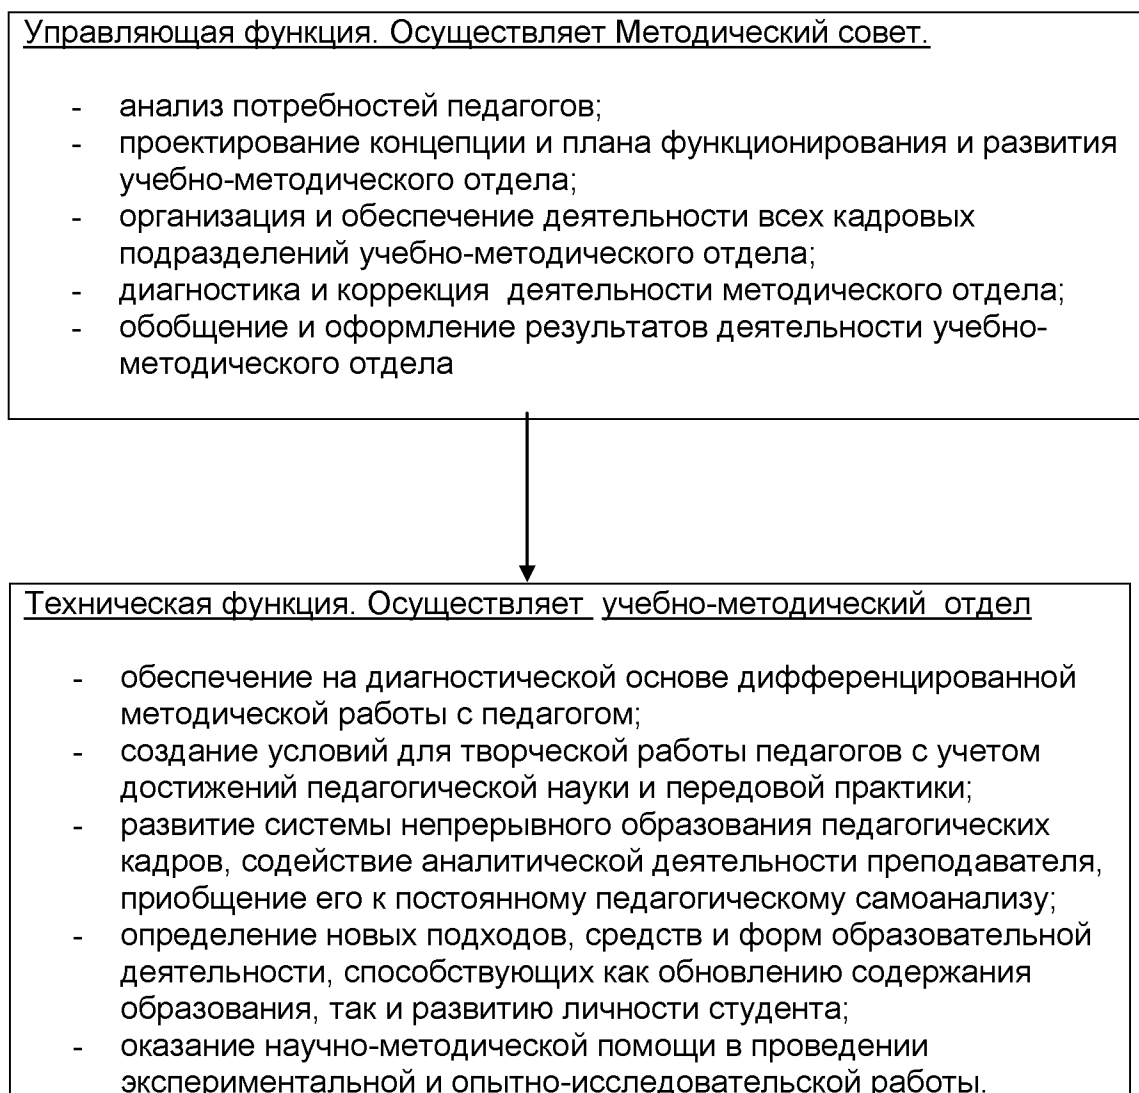 Управляющая функция. Осуществляет Методический совет.
- анализ потребностей педагогов;
- проектирование концепции и плана функционирования и развития
учебно-методического отдела;
- организация и обеспечение деятельности всех кадровых
подразделений учебно-методического отдела;
- диагностика и коррекция деятельности методического отдела;
- обобщение и оформление результатов деятельности учебно-
методического отдела
Техническая функция. Осуществляет учебно-методический отдел
- обеспечение на диагностической основе дифференцированной
методической работы с педагогом;
- создание условий для творческой работы педагогов с учетом
достижений педагогической науки и передовой практики;
- развитие системы непрерывного образования педагогических
кадров, содействие аналитической деятельности преподавателя,
приобщение его к постоянному педагогическому самоанализу;
- определение новых подходов, средств и форм образовательной
деятельности, способствующих как обновлению содержания
образования, так и развитию личности студента;
- оказание научно-методической помощи в проведении
экспериментальной и опытно-исследовательской работы.